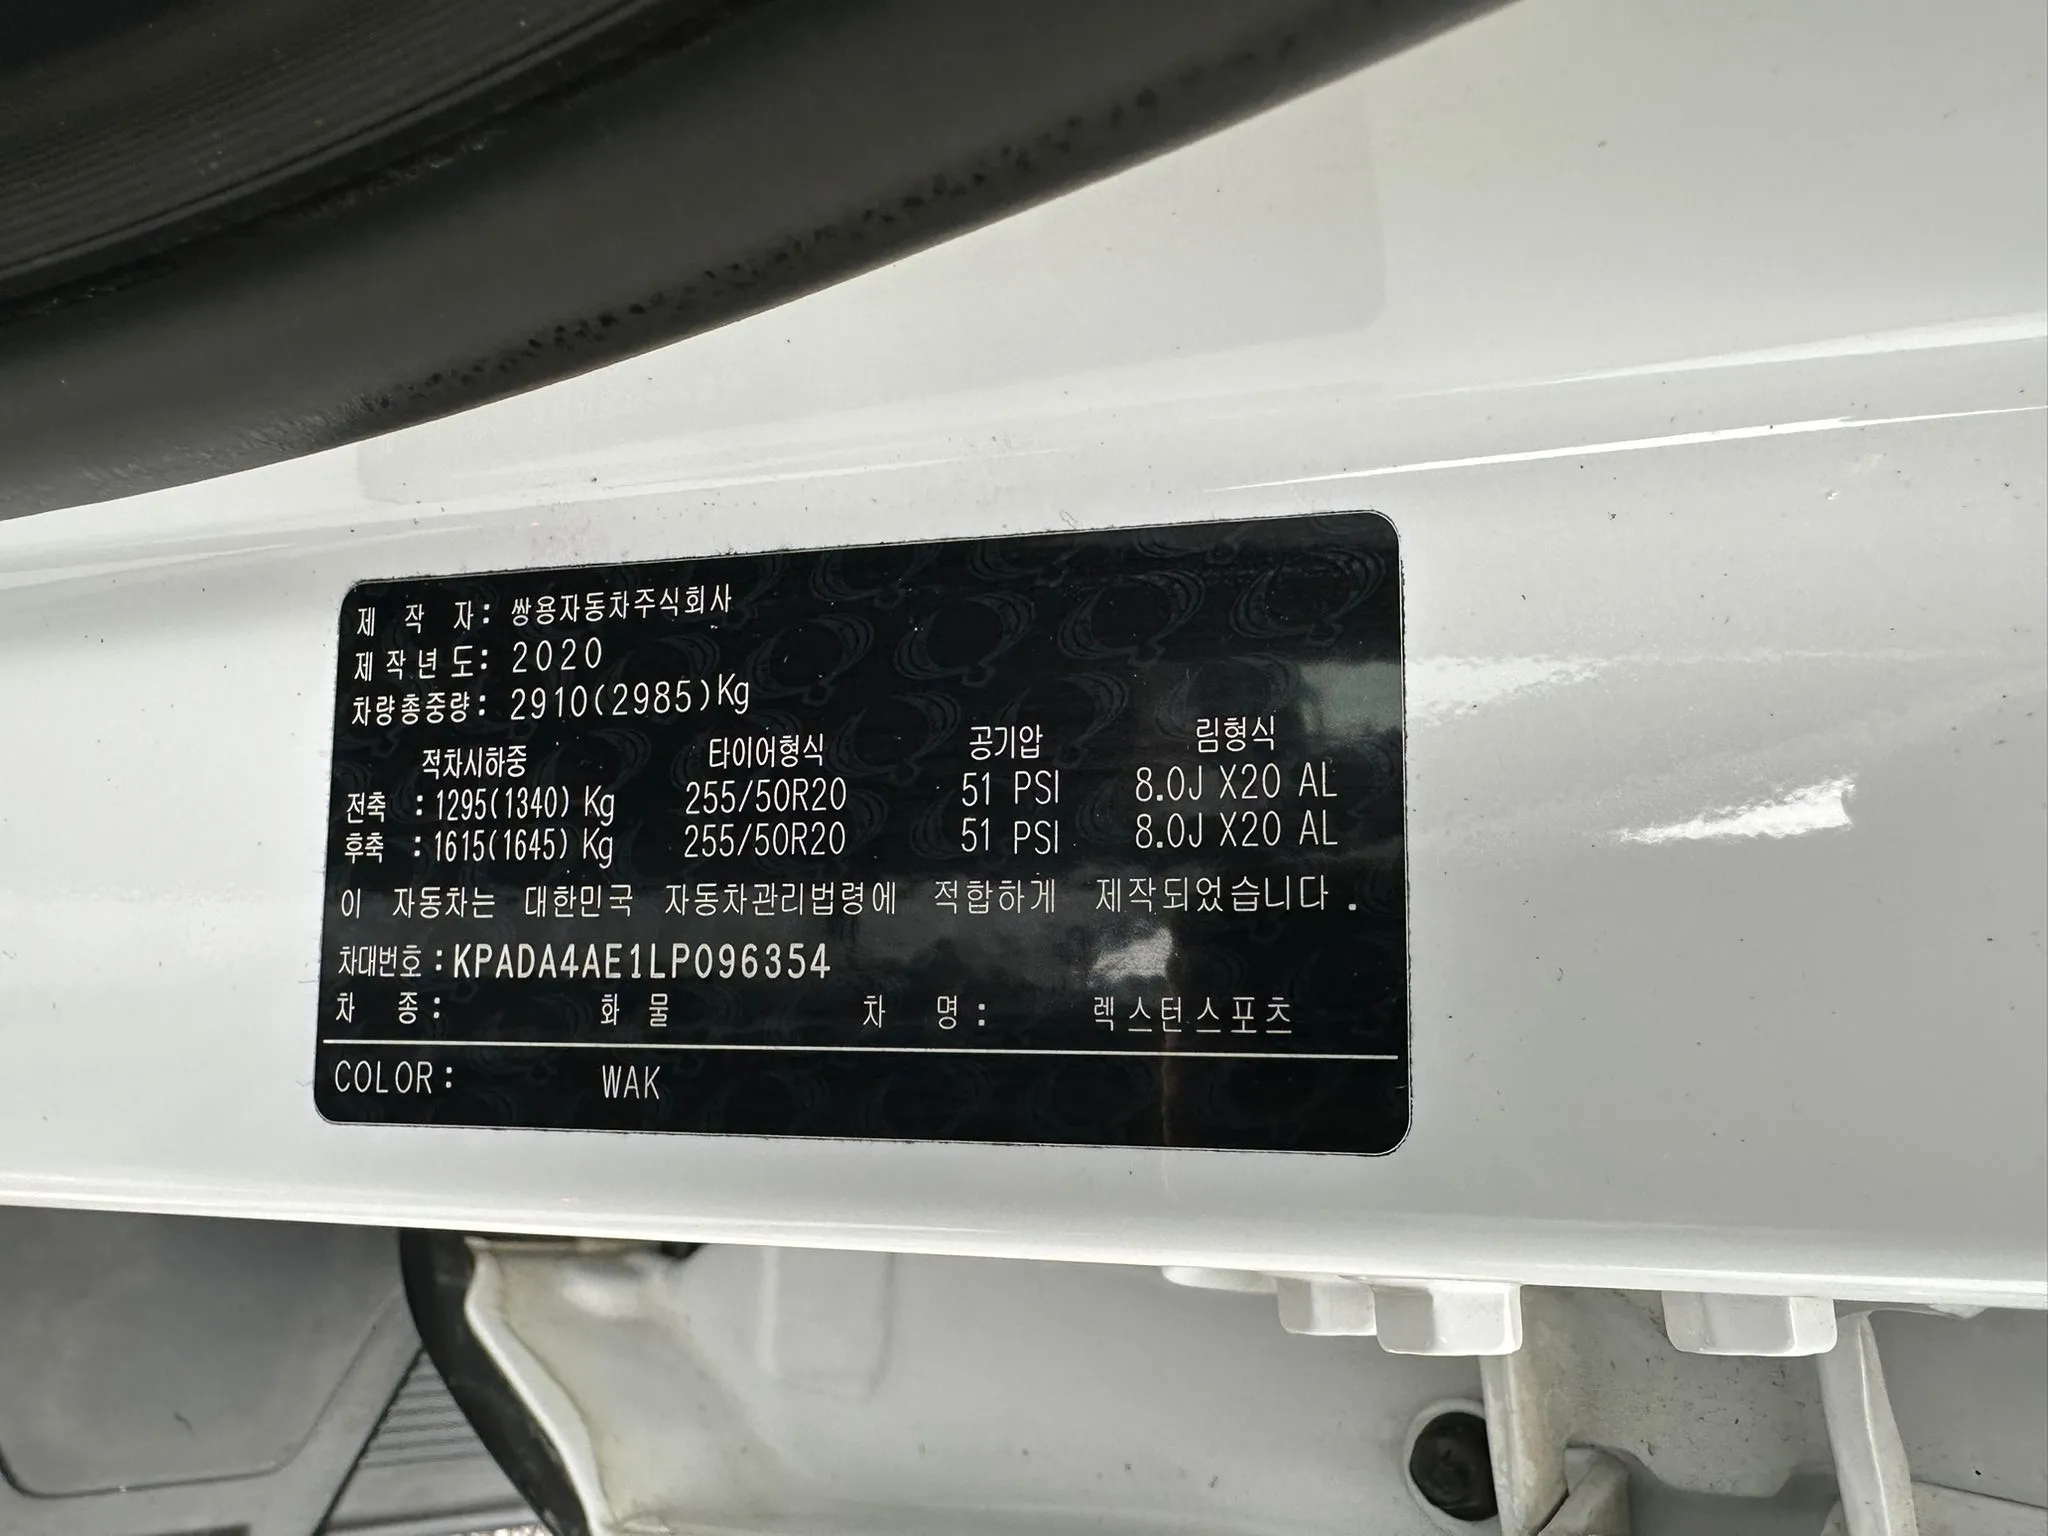 제 작 자: 쌍용자동차주식회사
제작년도: 2020
차량총중량: 2910(2985)Kg
적차시하중 타이어형식 공기압 림형식
전축 : 1295(1340) Kg 255/50R20 51 PSI 8.0J X20 AL
후축 : 1615(1645) Kg 255/50R20 51 PSI 8.0J X20 AL
이 자동차는 대한민국 자동차관리법령에 적합하게 제작되었습니다.
차대번호 : KPADA4AE1LP096354
차 종: 화 물 차 명: 렉스턴스포츠
COLOR: WAK